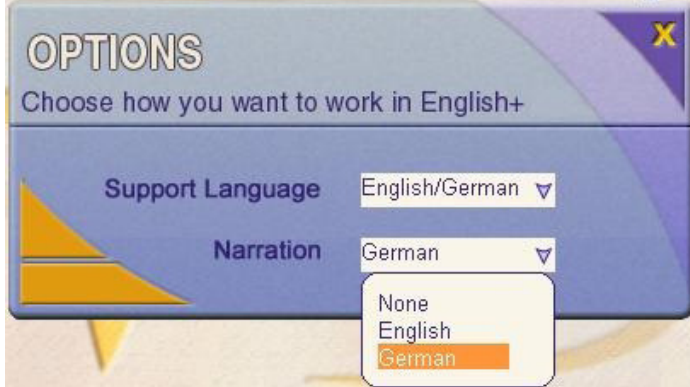 OPTIONS
X
Choose how you want to work in English+
Support Language English/German
Narration German
None
English
German